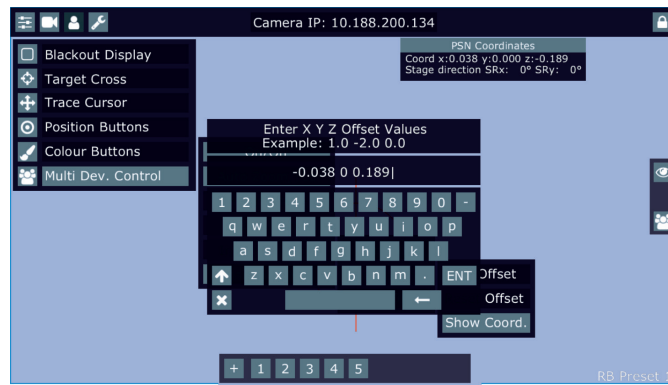 Camera IP: 10.188.200.134
Blackout Display
Target Cross
Trace Cursor
Position Buttons
Colour Buttons
Multi Dev. Control
PSN Coordinates
Coord x:0.038 y:0.000 z:-0.189
Stage direction SRx: 0° SRy: 0°
Enter X Y Z Offset Values
Example: 1.0 -2.0 0.0
-0.038 0 0.189|
1 2 3 4 5 6 7 8 9 0 -
q w e r t y u i o p
a s d f g h j k l
z x c v b n m . ENT
Offset
Offset
Show Coord.
+ 1 2 3 4 5
RB Preset